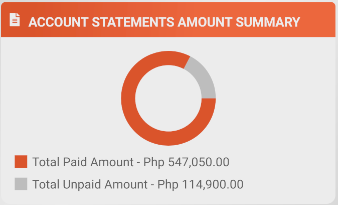 ACCOUNT STATEMENTS AMOUNT SUMMARY
Total Paid Amount - Php 547,050.00
Total Unpaid Amount - Php 114,900.00